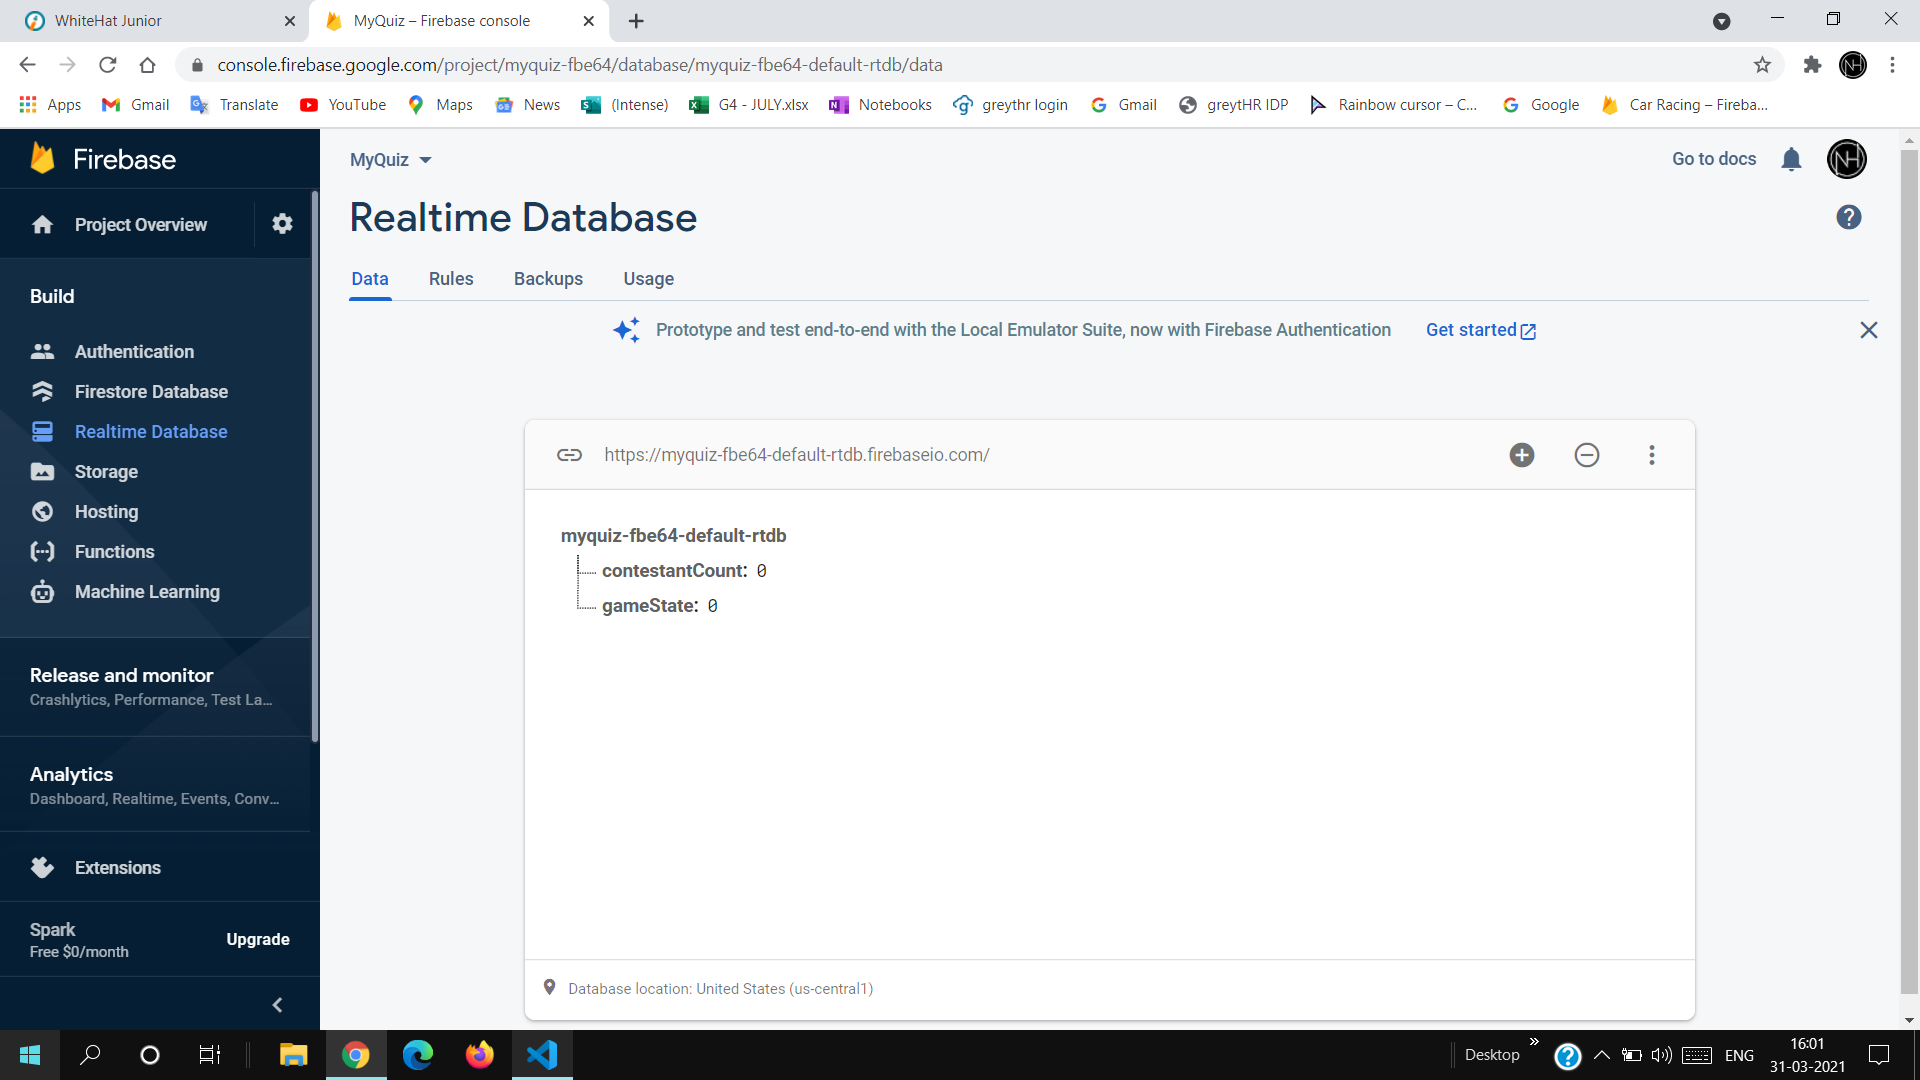 WhiteHat Junior
MyQuiz – Firebase console
console.firebase.google.com/project/myquiz-fbe64/database/myquiz-fbe64-default-rtdb/data
Apps
Gmail
Translate
YouTube
Maps
News
(Intense)
G4 - JULY.xlsx
Notebooks
greythr login
Gmail
greytHR IDP
Rainbow cursor – C...
Google
Car Racing – Fireba...
Firebase
MyQuiz
Go to docs
NH
Project Overview
Realtime Database
Data
Rules
Backups
Usage
Build
Prototype and test end-to-end with the Local Emulator Suite, now with Firebase Authentication
Get started
Authentication
Firestore Database
Realtime Database
Storage
Hosting
Functions
Machine Learning
https://myquiz-fbe64-default-rtdb.firebaseio.com/
myquiz-fbe64-default-rtdb
contestantCount: 0
gameState: 0
Release and monitor
Crashlytics, Performance, Test La...
Analytics
Dashboard, Realtime, Events, Conv...
Extensions
Spark
Free $0/month
Upgrade
Database location: United States (us-central1)
Desktop
ENG
16:01
31-03-2021